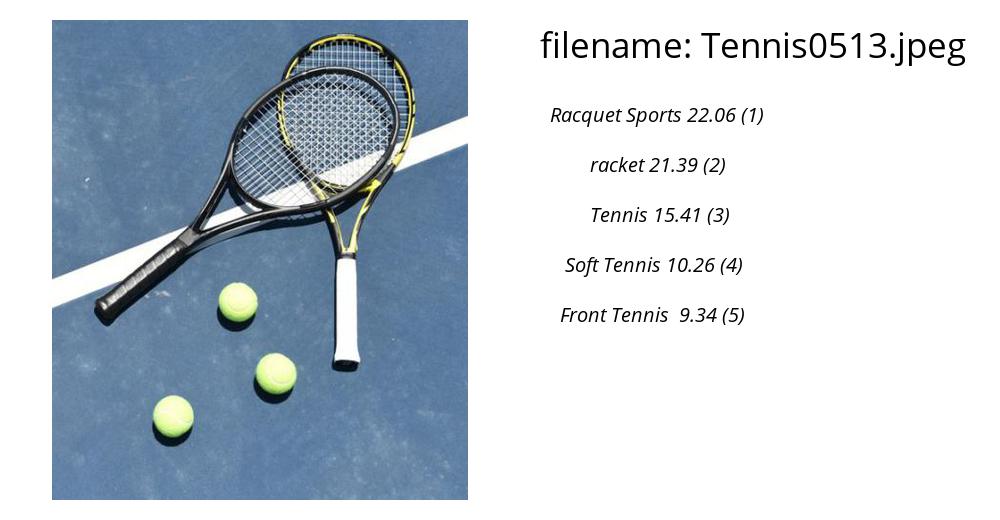 filename: Tennis0513.jpeg
Racquet Sports 22.06 (1)
racket 21.39 (2)
Tennis 15.41 (3)
Soft Tennis 10.26 (4)
Front Tennis  9.34 (5)